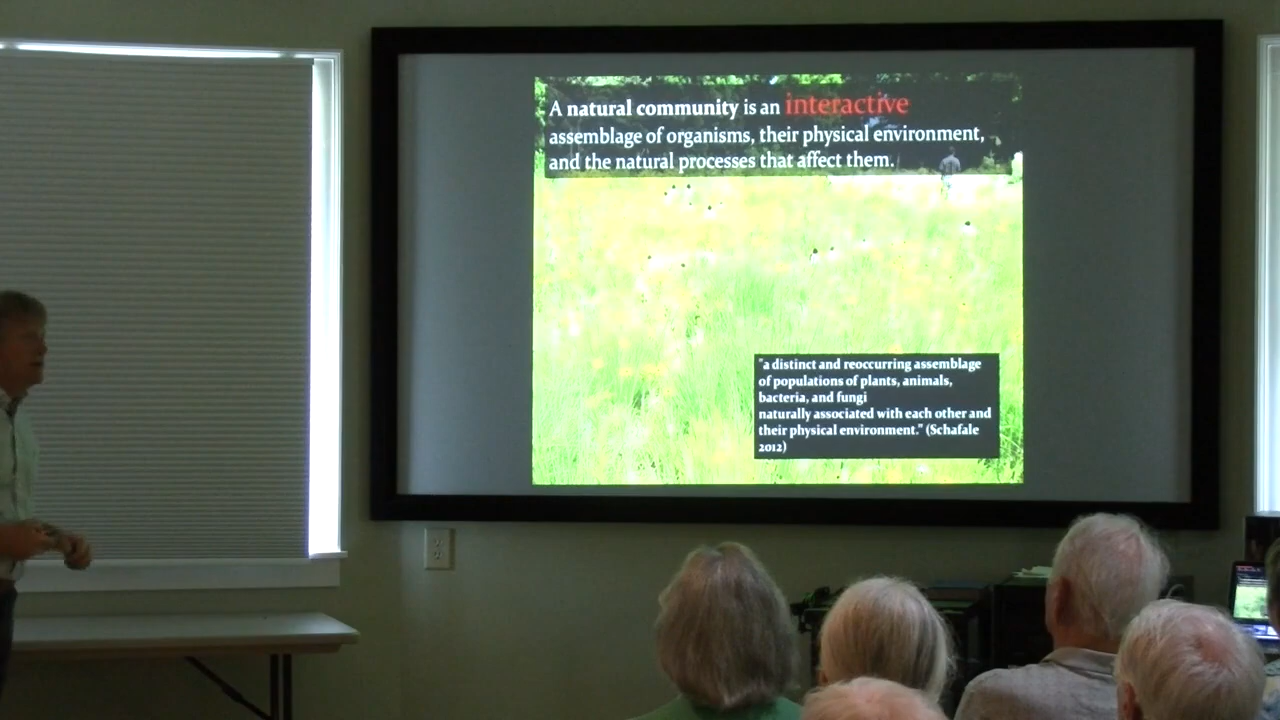 A natural community is an interactive
assemblage of organisms, their physical environment,
and the natural processes that affect them.
"a distinct and reoccurring assemblage
of populations of plants, animals,
bacteria, and fungi
naturally associated with each other and
their physical environment." (Schafale
2012)